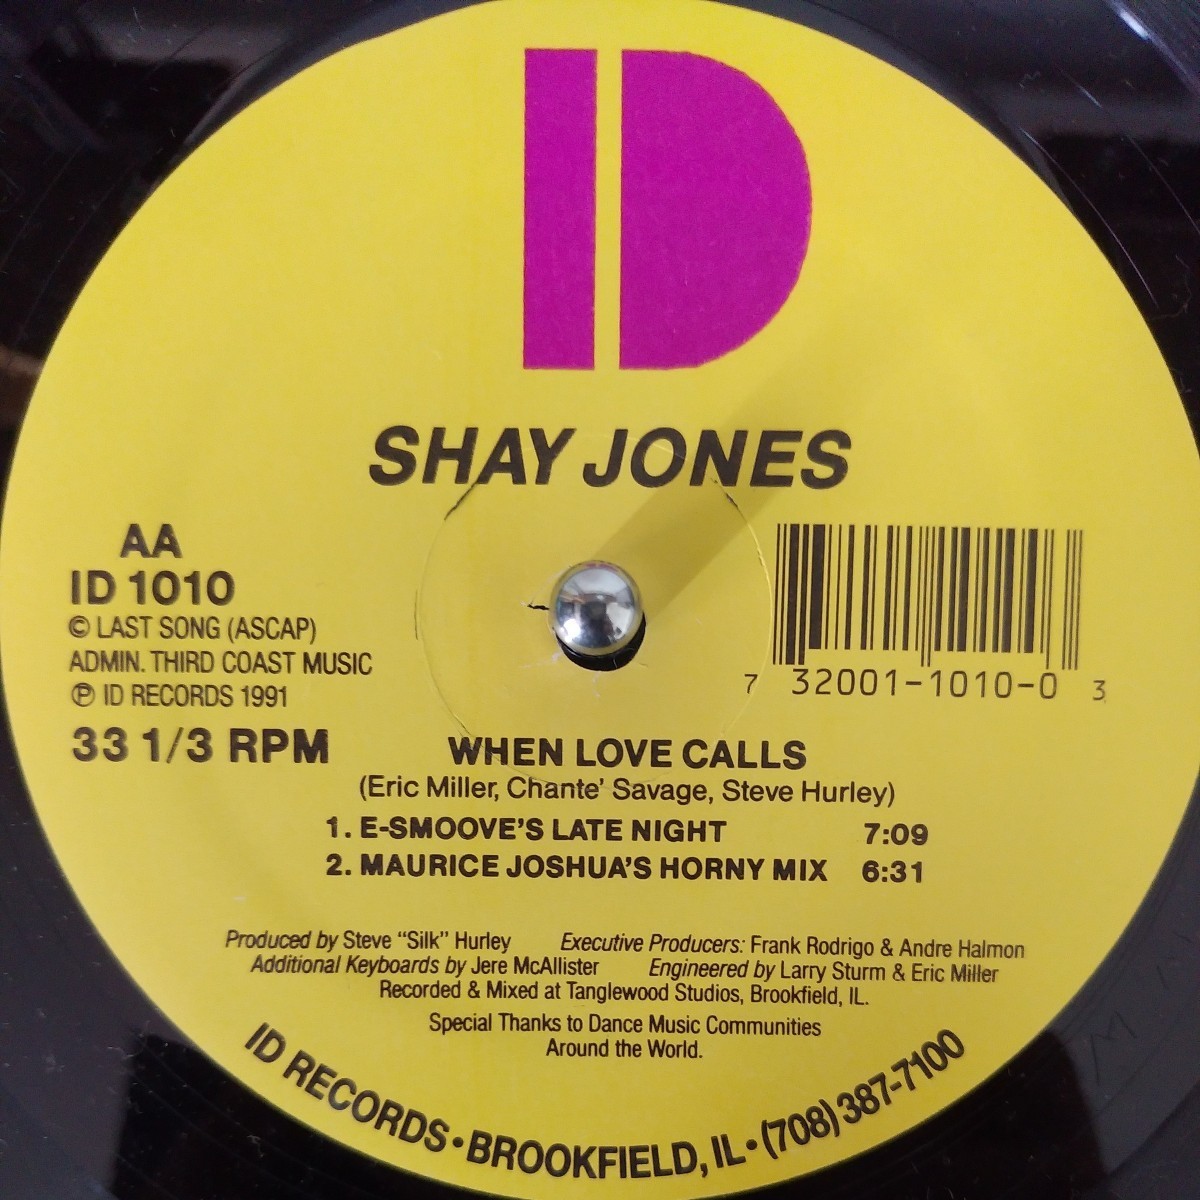 ID
SHAY JONES
AA
ID 1010
© LAST SONG (ASCAP)
ADMIN. THIRD COAST MUSIC
℗ ID RECORDS 1991
33 1/3 RPM
7 32001-1010-0 3
WHEN LOVE CALLS
(Eric Miller, Chante' Savage, Steve Hurley)
1. E-SMOOVE'S LATE NIGHT 7:09
2. MAURICE JOSHUA'S HORNY MIX 6:31
Produced by Steve "Silk" Hurley Executive Producers: Frank Rodrigo & Andre Halmon
Additional Keyboards by Jere McAllister Engineered by Larry Sturm & Eric Miller
Recorded & Mixed at Tanglewood Studios, Brookfield, IL.
Special Thanks to Dance Music Communities
Around the World.
ID RECORDS • BROOKFIELD, IL • (708) 387-7100